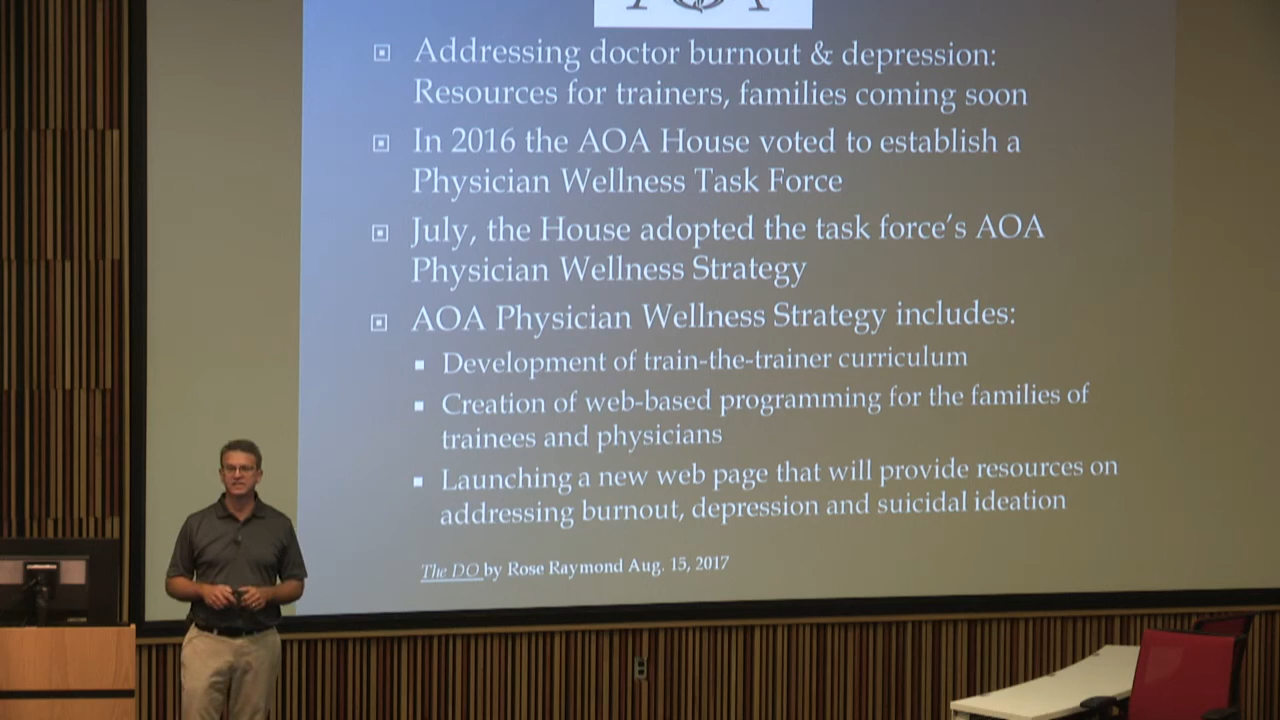 AOA
Addressing doctor burnout & depression:
Resources for trainers, families coming soon
In 2016 the AOA House voted to establish a
Physician Wellness Task Force
July, the House adopted the task force's AOA
Physician Wellness Strategy
AOA Physician Wellness Strategy includes:
Development of train-the-trainer curriculum
Creation of web-based programming for the families of
trainees and physicians
Launching a new web page that will provide resources on
addressing burnout, depression and suicidal ideation
The DO by Rose Raymond Aug. 15, 2017